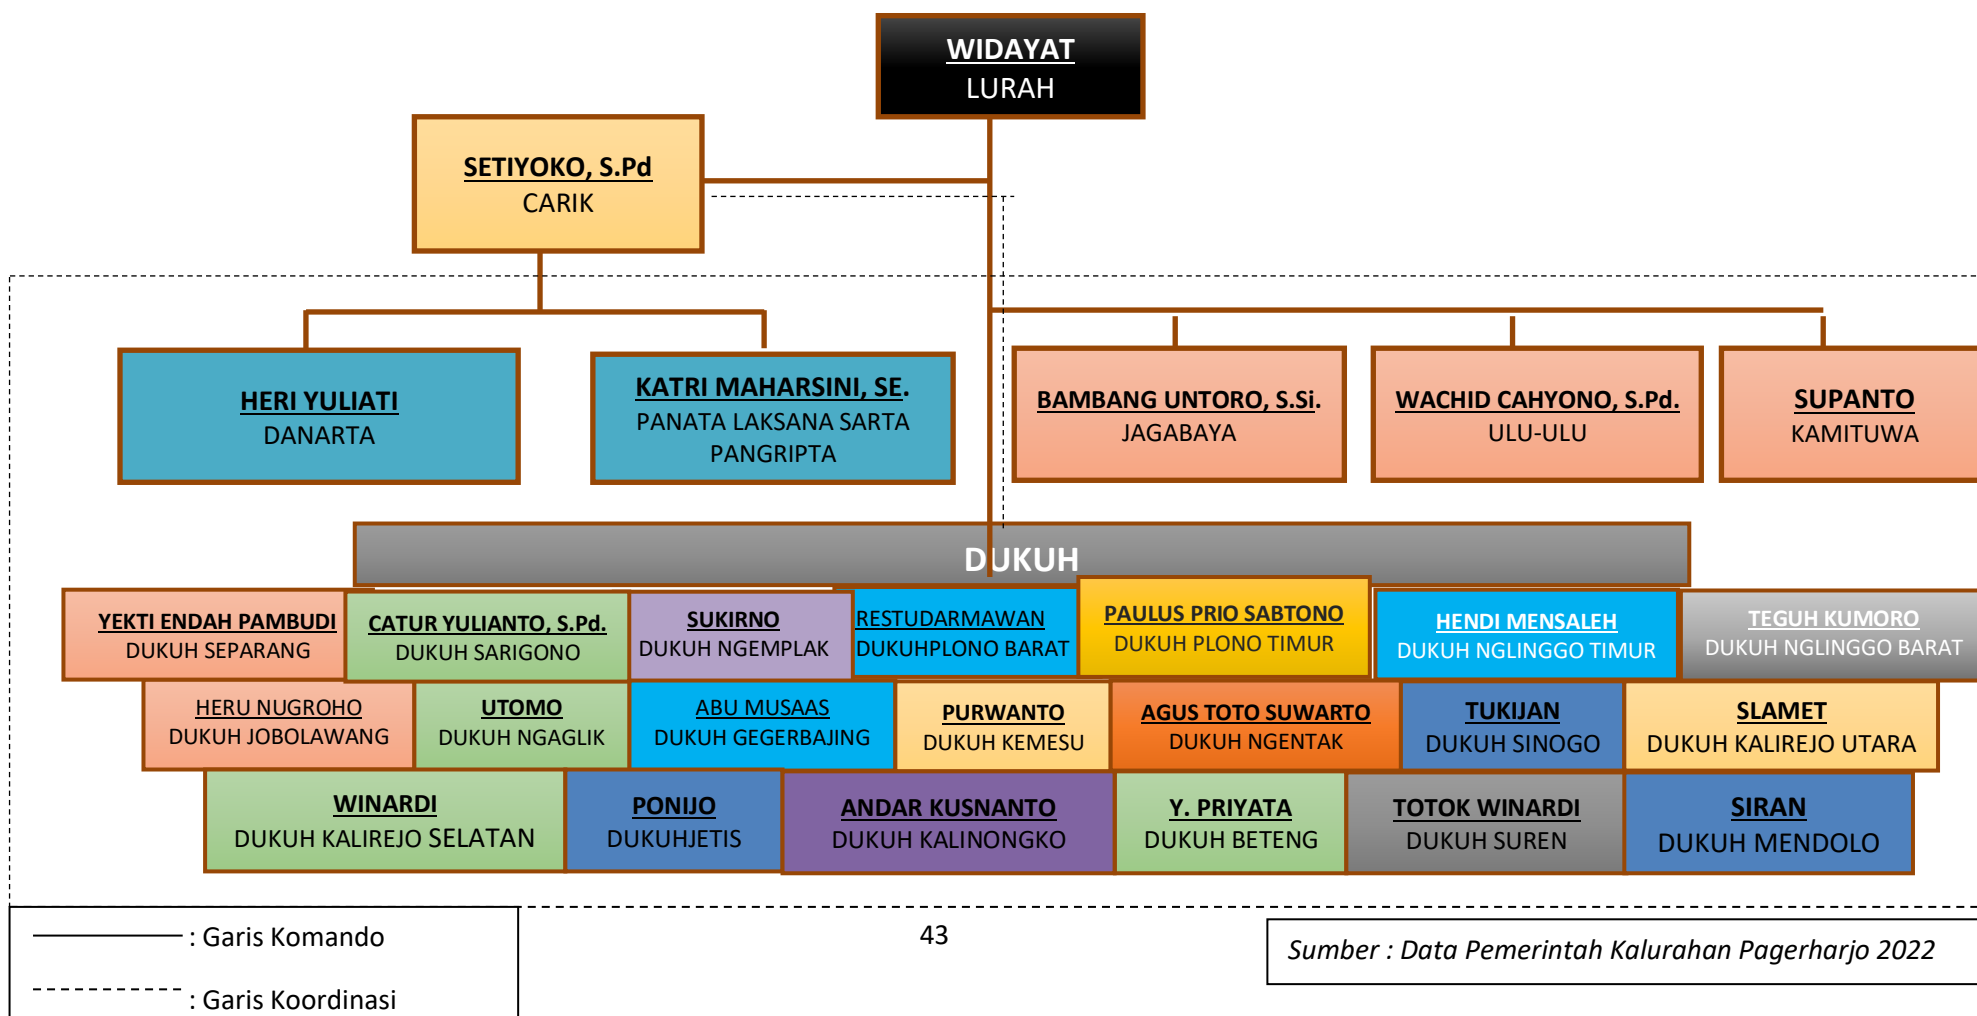 WIDAYAT
LURAH
SETIYOKO, S.Pd
CARIK
HERI YULIATI
DANARTA
KATRI MAHARSINI, SE.
PANATA LAKSANA SARTA
PANGRIPTA
BAMBANG UNTORO, S.Si.
JAGABAYA
WACHID CAHYONO, S.Pd.
ULU-ULU
SUPANTO
KAMITUWA
DUKUH
YEKTI ENDAH PAMBUDI
DUKUH SEPARANG
CATUR YULIANTO, S.Pd.
DUKUH SARIGONO
SUKIRNO
DUKUH NGEMPLAK
RESTUDARMAWAN
DUKUHPLONO BARAT
PAULUS PRIO SABTONO
DUKUH PLONO TIMUR
HENDI MENSALEH
DUKUH NGLINGGO TIMUR
TEGUH KUMORO
DUKUH NGLINGGO BARAT
HERU NUGROHO
DUKUH JOBOLAWANG
UTOMO
DUKUH NGAGLIK
ABU MUSAAS
DUKUH GEGERBAJING
PURWANTO
DUKUH KEMESU
AGUS TOTO SUWARTO
DUKUH NGENTAK
TUKIJAN
DUKUH SINOGO
SLAMET
DUKUH KALIREJO UTARA
WINARDI
DUKUH KALIREJO SELATAN
PONIJO
DUKUHJETIS
ANDAR KUSNANTO
DUKUH KALINONGKO
Y. PRIYATA
DUKUH BETENG
TOTOK WINARDI
DUKUH SUREN
SIRAN
DUKUH MENDOLO
: Garis Komando
: Garis Koordinasi
43
Sumber : Data Pemerintah Kalurahan Pagerharjo 2022